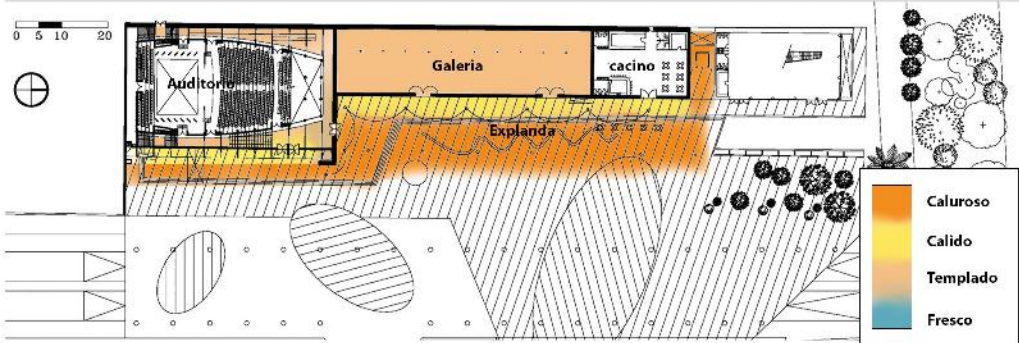 0 5 10 20
Auditorio
Galeria
cacino
Explanda
Caluroso
Calido
Templado
Fresco